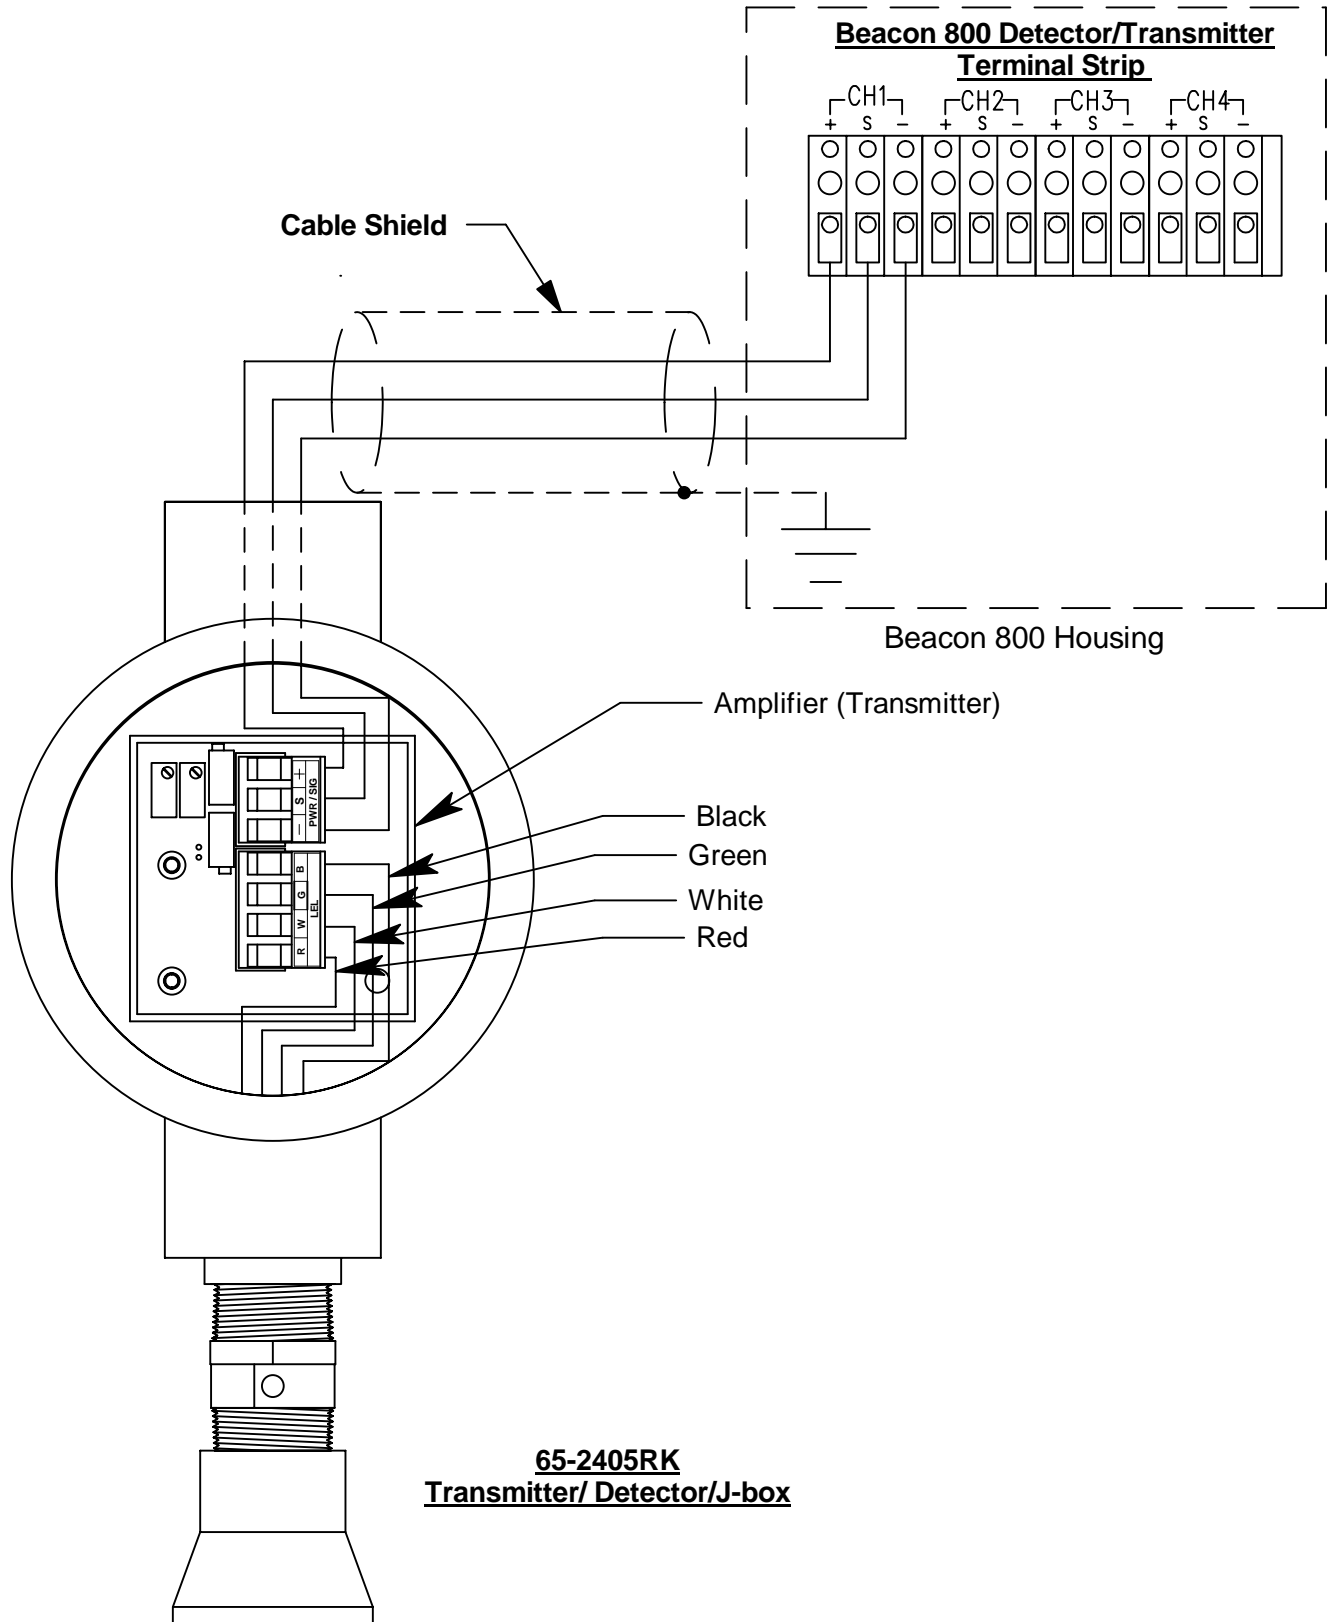 Beacon 800 Detector/Transmitter
Terminal Strip
CH1 CH2 CH3 CH4
+ S - + S - + S - + S -
Cable Shield
Beacon 800 Housing
Amplifier (Transmitter)
+ S -
PWR / SIG
Black
Green
White
Red
B G W R
LEL
65-2405RK
Transmitter/ Detector/J-box